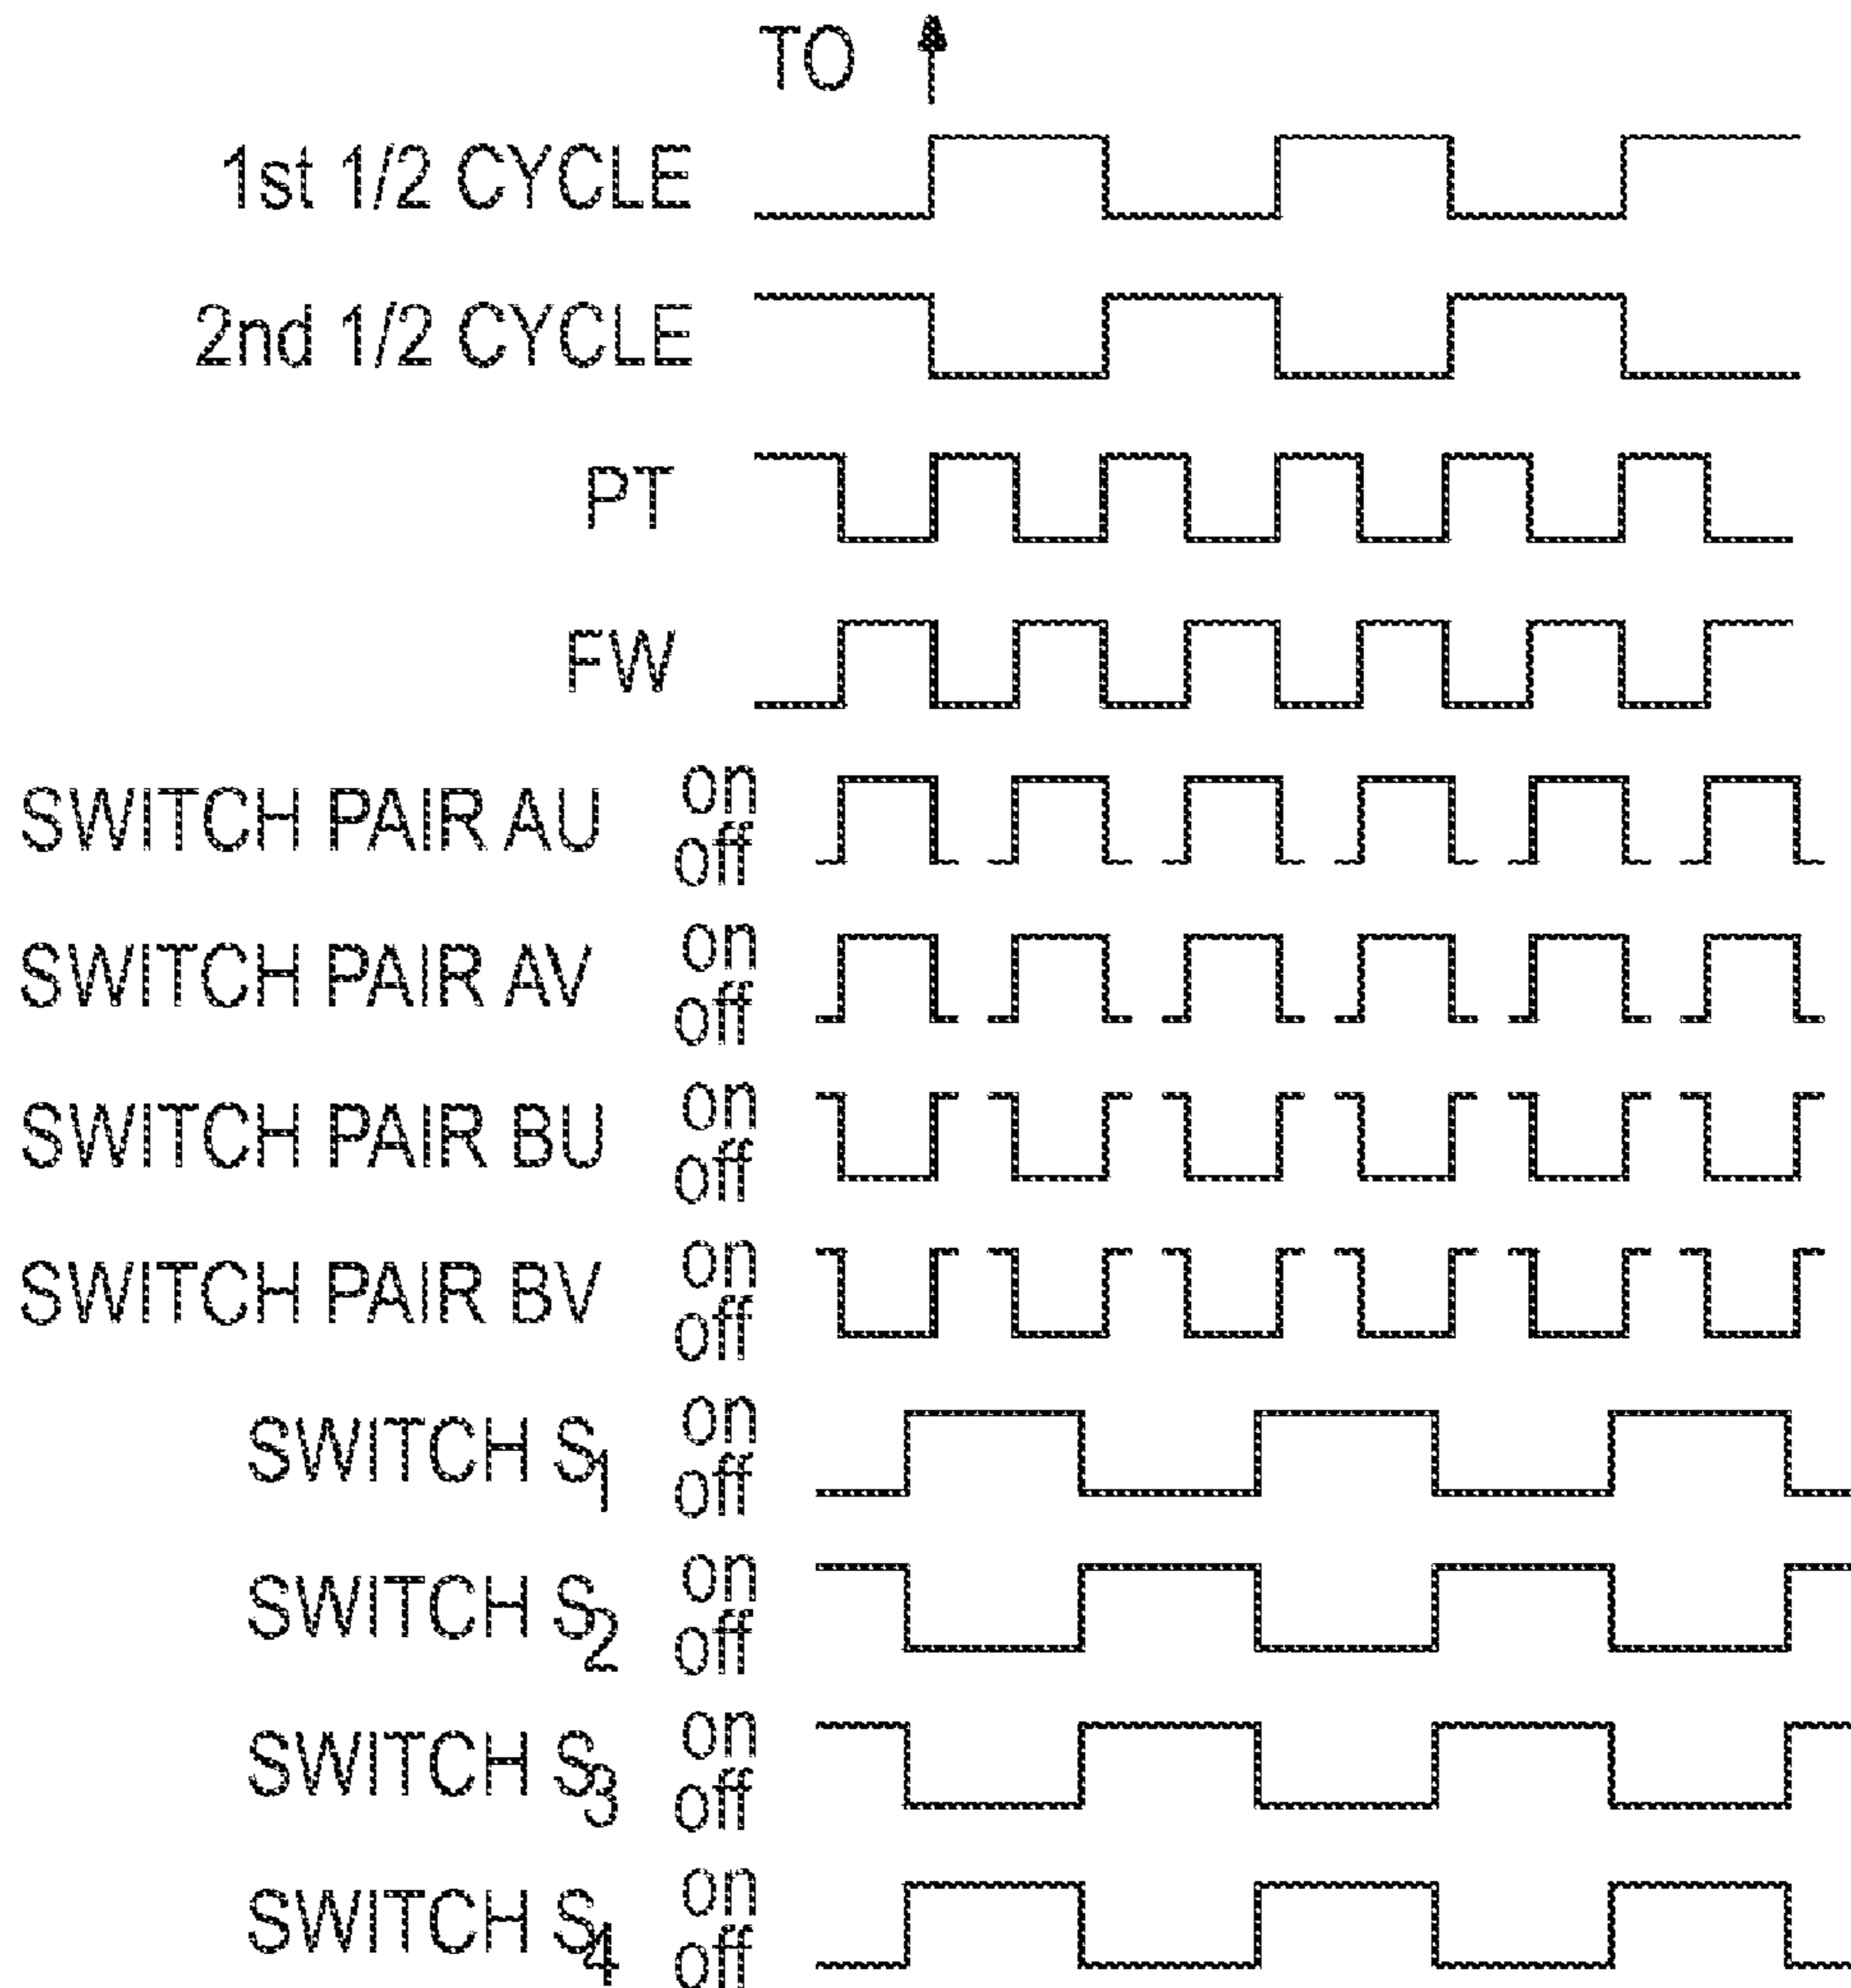 TO
1st 1/2 CYCLE
2nd 1/2 CYCLE
PT
FW
SWITCH PAIR AU on
off
SWITCH PAIR AV on
off
SWITCH PAIR BU on
off
SWITCH PAIR BV on
off
SWITCH S1 on
off
SWITCH S2 on
off
SWITCH S3 on
off
SWITCH S4 on
off